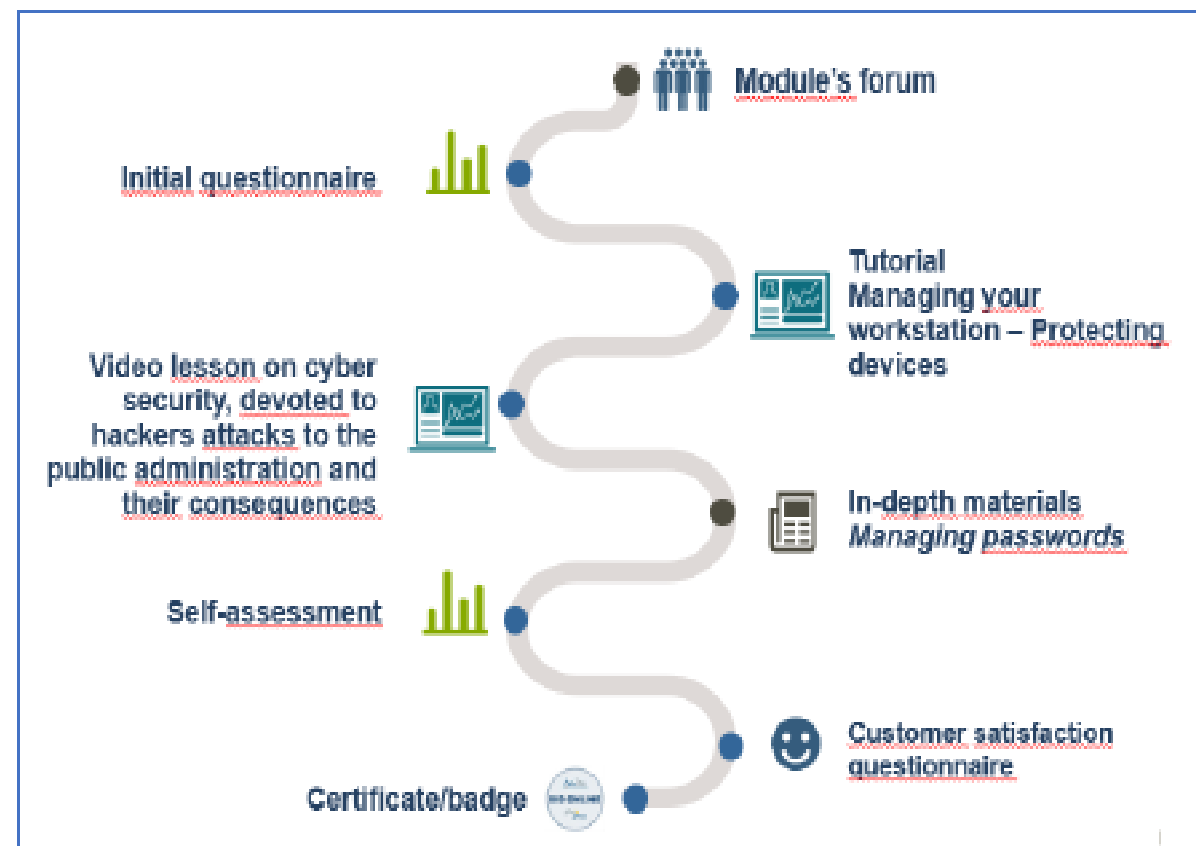 Module's forum
Initial questionnaire
Tutorial
Managing your
workstation – Protecting
devices
Video lesson on cyber
security, devoted to
hackers attacks to the
public administration and
their consequences
In-depth materials
Managing passwords
Self-assessment
Customer satisfaction
questionnaire
Certificate/badge